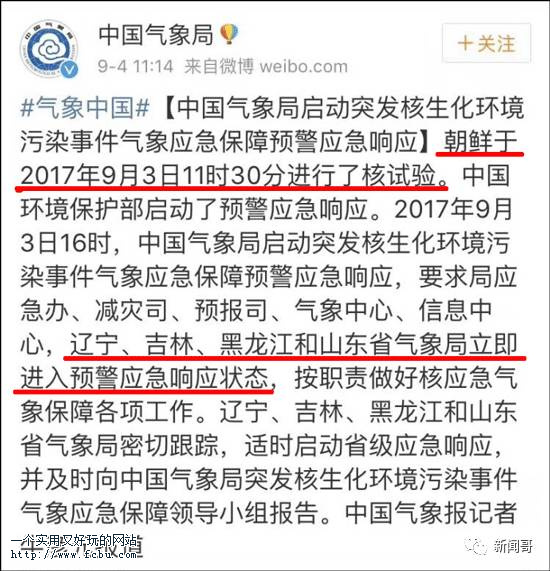 中国气象局
9-4 11:14 来自微博 weibo.com
+关注
#气象中国#【中国气象局启动突发核生化环境
污染事件气象应急保障预警应急响应】朝鲜于
2017年9月3日11时30分进行了核试验。中国
环境保护部启动了预警应急响应。2017年9月
3日16时，中国气象局启动突发核生化环境污
染事件气象应急保障预警应急响应，要求局应
急办、减灾司、预报司、气象中心、信息中
心，辽宁、吉林、黑龙江和山东省气象局立即
进入预警应急响应状态，按职责做好核应急气
象保障各项工作。辽宁、吉林、黑龙江和山东
省气象局密切跟踪，适时启动省级应急响应，
并及时向中国气象局突发核生化环境污染事件
气象应急保障领导小组报告。中国气象报记者
一个实用又好玩的网站
http://www.fcbu.com
报道
新闻哥